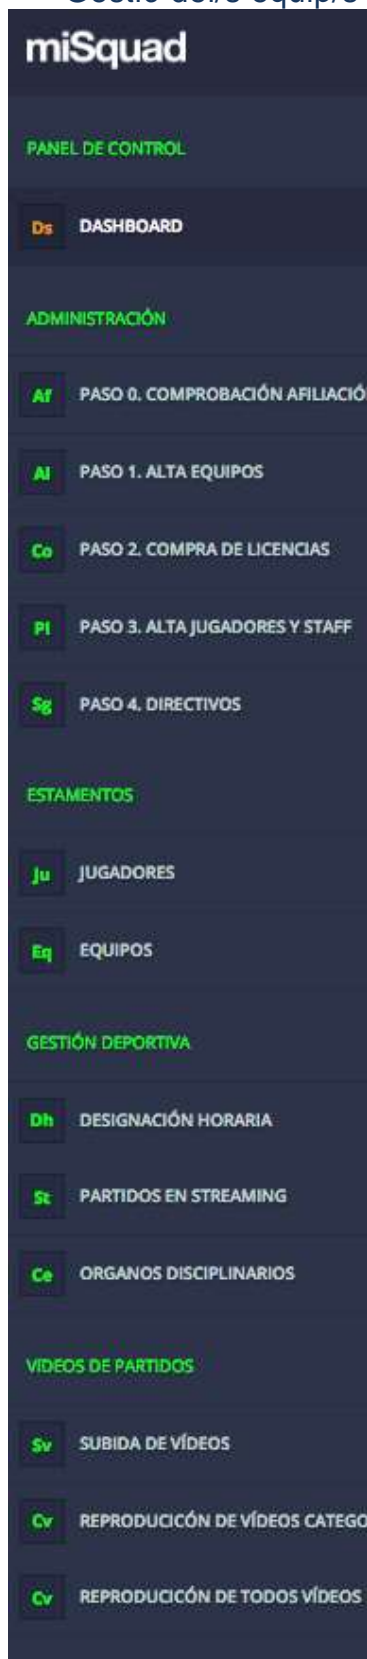 miSquad
PANEL DE CONTROL
Ds DASHBOARD
ADMINISTRACIÓN
Af PASO 0. COMPROBACIÓN AFILIACIÓ
Al PASO 1. ALTA EQUIPOS
Co PASO 2. COMPRA DE LICENCIAS
Pl PASO 3. ALTA JUGADORES Y STAFF
Sg PASO 4. DIRECTIVOS
ESTAMENTOS
Ju JUGADORES
Eq EQUIPOS
GESTIÓN DEPORTIVA
Dh DESIGNACIÓN HORARIA
St PARTIDOS EN STREAMING
Ce ORGANOS DISCIPLINARIOS
VIDEOS DE PARTIDOS
Sv SUBIDA DE VÍDEOS
Cv REPRODUCICÓN DE VÍDEOS CATEGO
Cv REPRODUCICÓN DE TODOS VÍDEOS